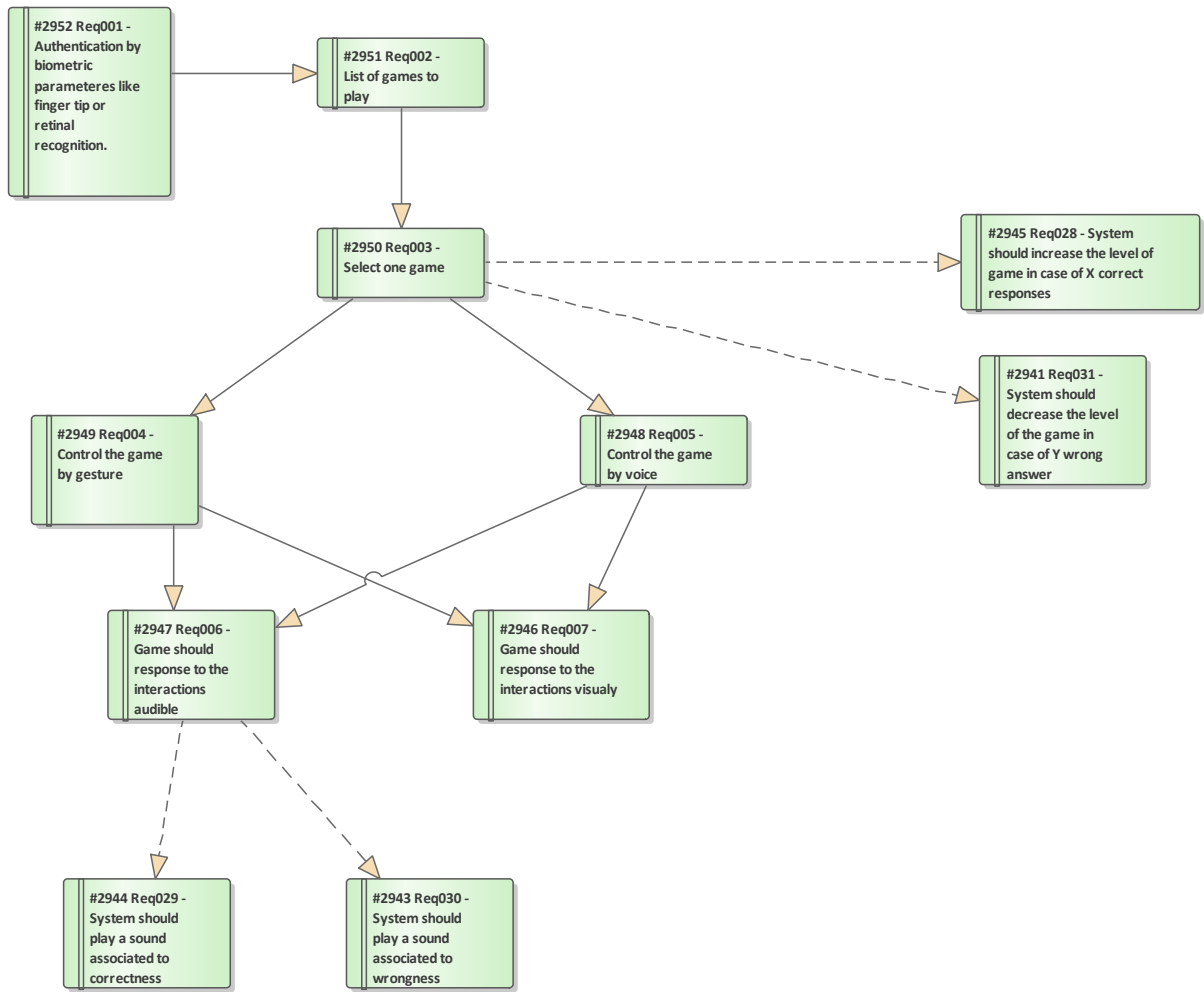 #2952 Req001 -
Authentication by
biometric
parameteres like
finger tip or
retinal
recognition.
#2951 Req002 -
List of games to
play
#2950 Req003 -
Select one game
#2945 Req028 - System
should increase the level of
game in case of X correct
responses
#2941 Req031 -
System should
decrease the level
of the game in
case of Y wrong
answer
#2949 Req004 -
Control the game
by gesture
#2948 Req005 -
Control the game
by voice
#2947 Req006 -
Game should
response to the
interactions
audible
#2946 Req007 -
Game should
response to the
interactions visualy
#2944 Req029 -
System should
play a sound
associated to
correctness
#2943 Req030 -
System should
play a sound
associated to
wrongness